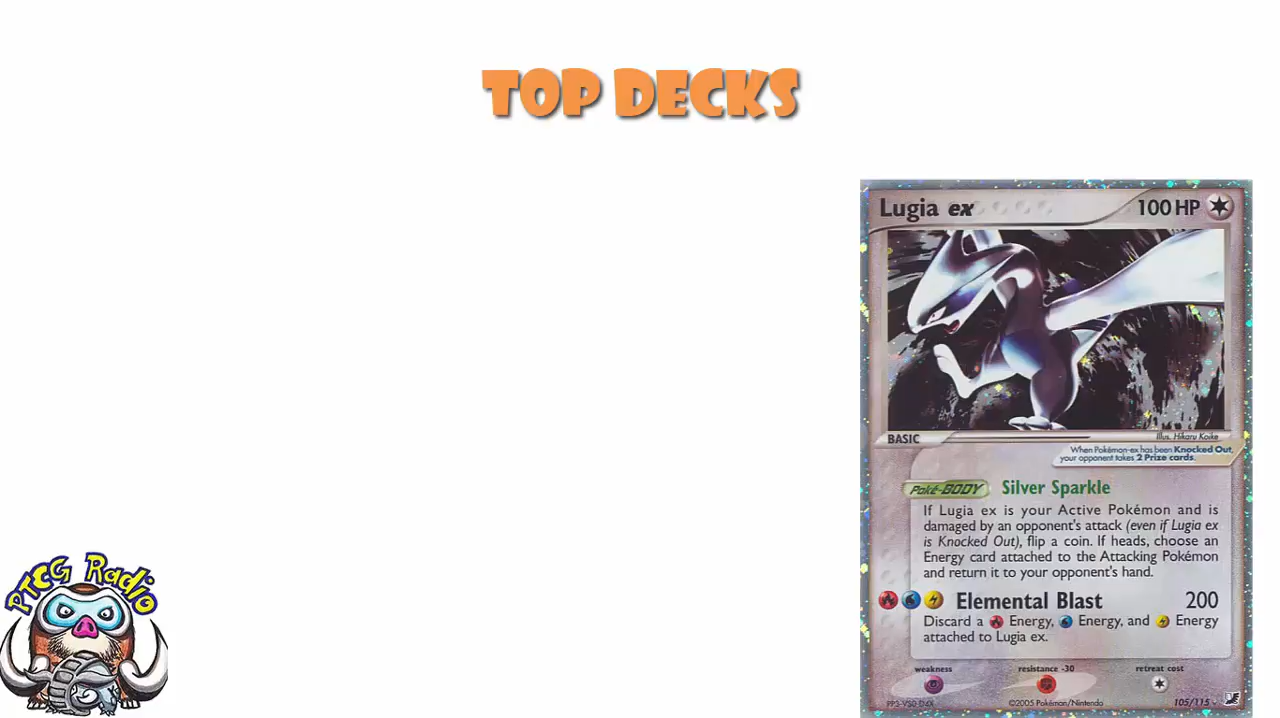 TOP DECKS
Lugia ex 100 HP
BASIC
Illus. Hikaru Koike
When Pokémon-ex has been Knocked Out,
your opponent takes 2 Prize cards.
Poké-BODY Silver Sparkle
If Lugia ex is your Active Pokémon and is
damaged by an opponent's attack (even if Lugia ex
is Knocked Out), flip a coin. If heads, choose an
Energy card attached to the Attacking Pokémon
and return it to your opponent's hand.
Elemental Blast 200
Discard a Energy, Energy, and Energy
attached to Lugia ex.
weakness resistance -30 retreat cost
©2005 Pokémon/Nintendo 105/115
PTCG Radio